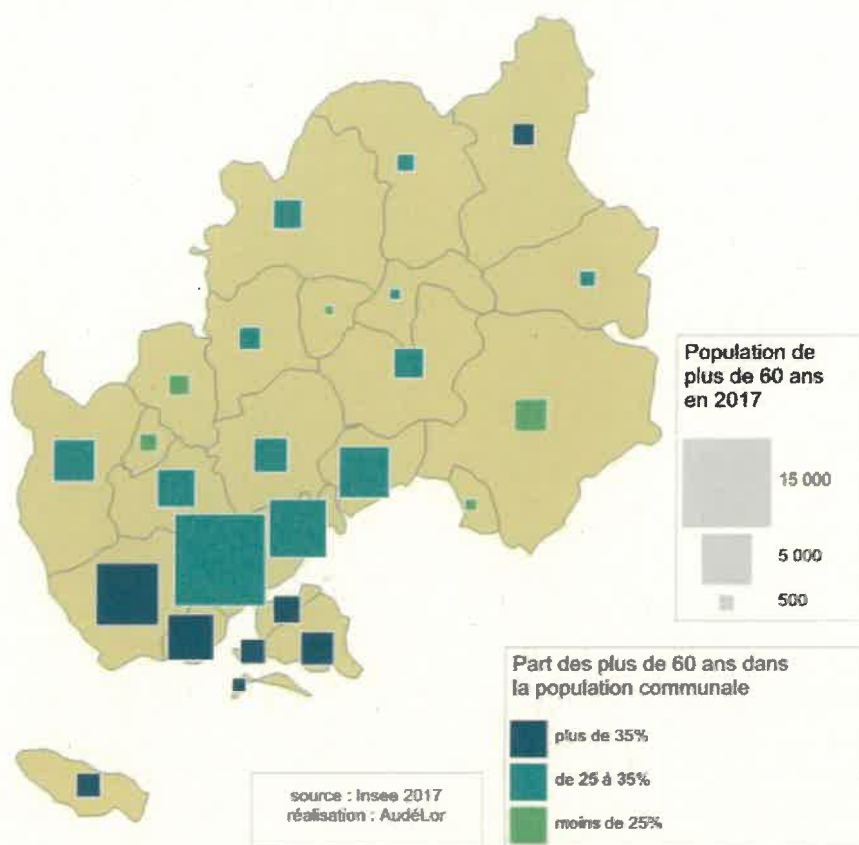 Population de
plus de 60 ans
en 2017
15 000
5 000
500
Part des plus de 60 ans dans
la population communale
plus de 35%
de 25 à 35%
moins de 25%
source : Insee 2017
réalisation : AudéLor